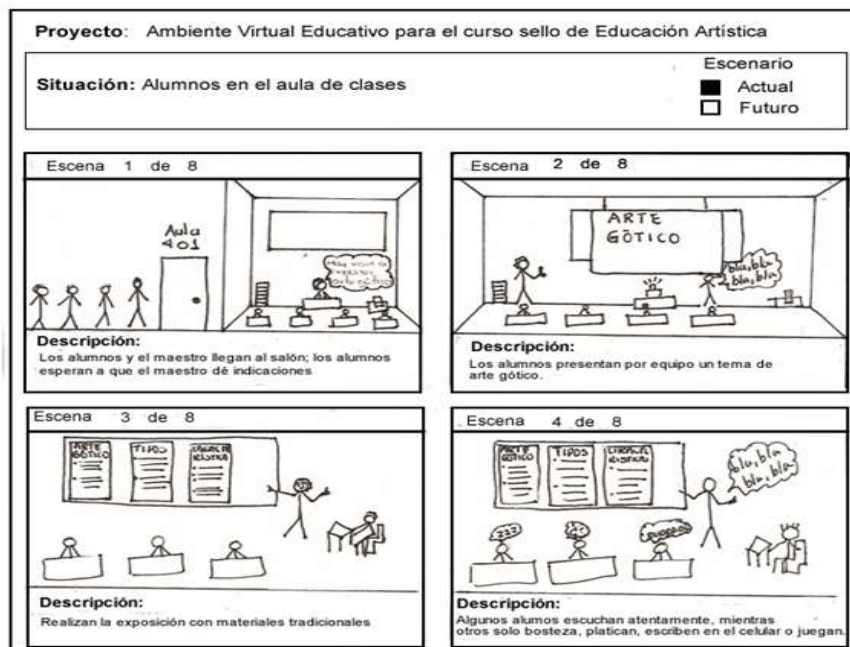 Proyecto: Ambiente Virtual Educativo para el curso sello de Educación Artística
Escenario
Situación: Alumnos en el aula de clases
Actual
Futuro
Escena 1 de 8
Aula
401
Descripción:
Los alumnos y el maestro llegan al salón; los alumnos
esperan a que el maestro dé indicaciones
Escena 2 de 8
ARTE
GÓTICO
bla, bla
bla, bla
Descripción:
Los alumnos presentan por equipo un tema de
arte gótico.
Escena 3 de 8
ARTE
GÓTICO
TIPOS
Descripción:
Realizan la exposición con materiales tradicionales
Escena 4 de 8
ARTE
GÓTICO
TIPOS
bla, bla
bla, bla
zzz
Descripción:
Algunos alumos escuchan atentamente, mientras
otros solo bosteza, platican, escriben en el celular o juegan.